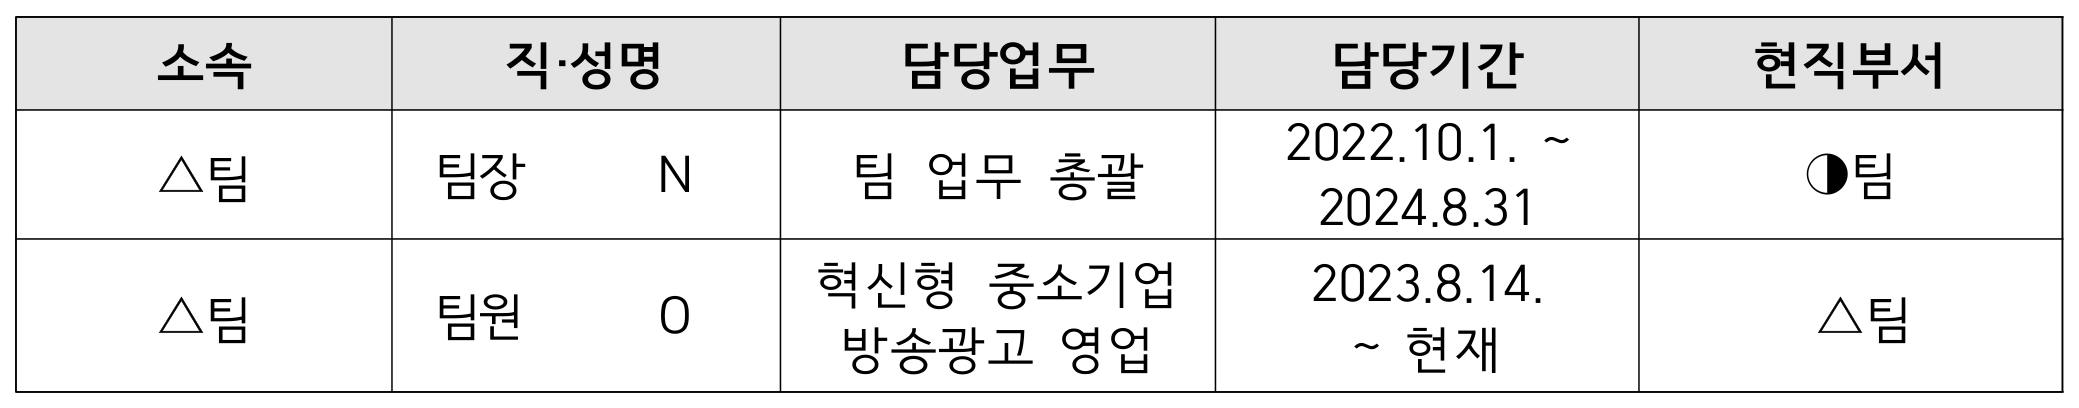 소속 직·성명 담당업무 담당기간 현직부서
△팀 팀장 N 팀 업무 총괄 2022.10.1. ~
2024.8.31 ◑팀
△팀 팀원 O 혁신형 중소기업
방송광고 영업 2023.8.14.
~ 현재 △팀